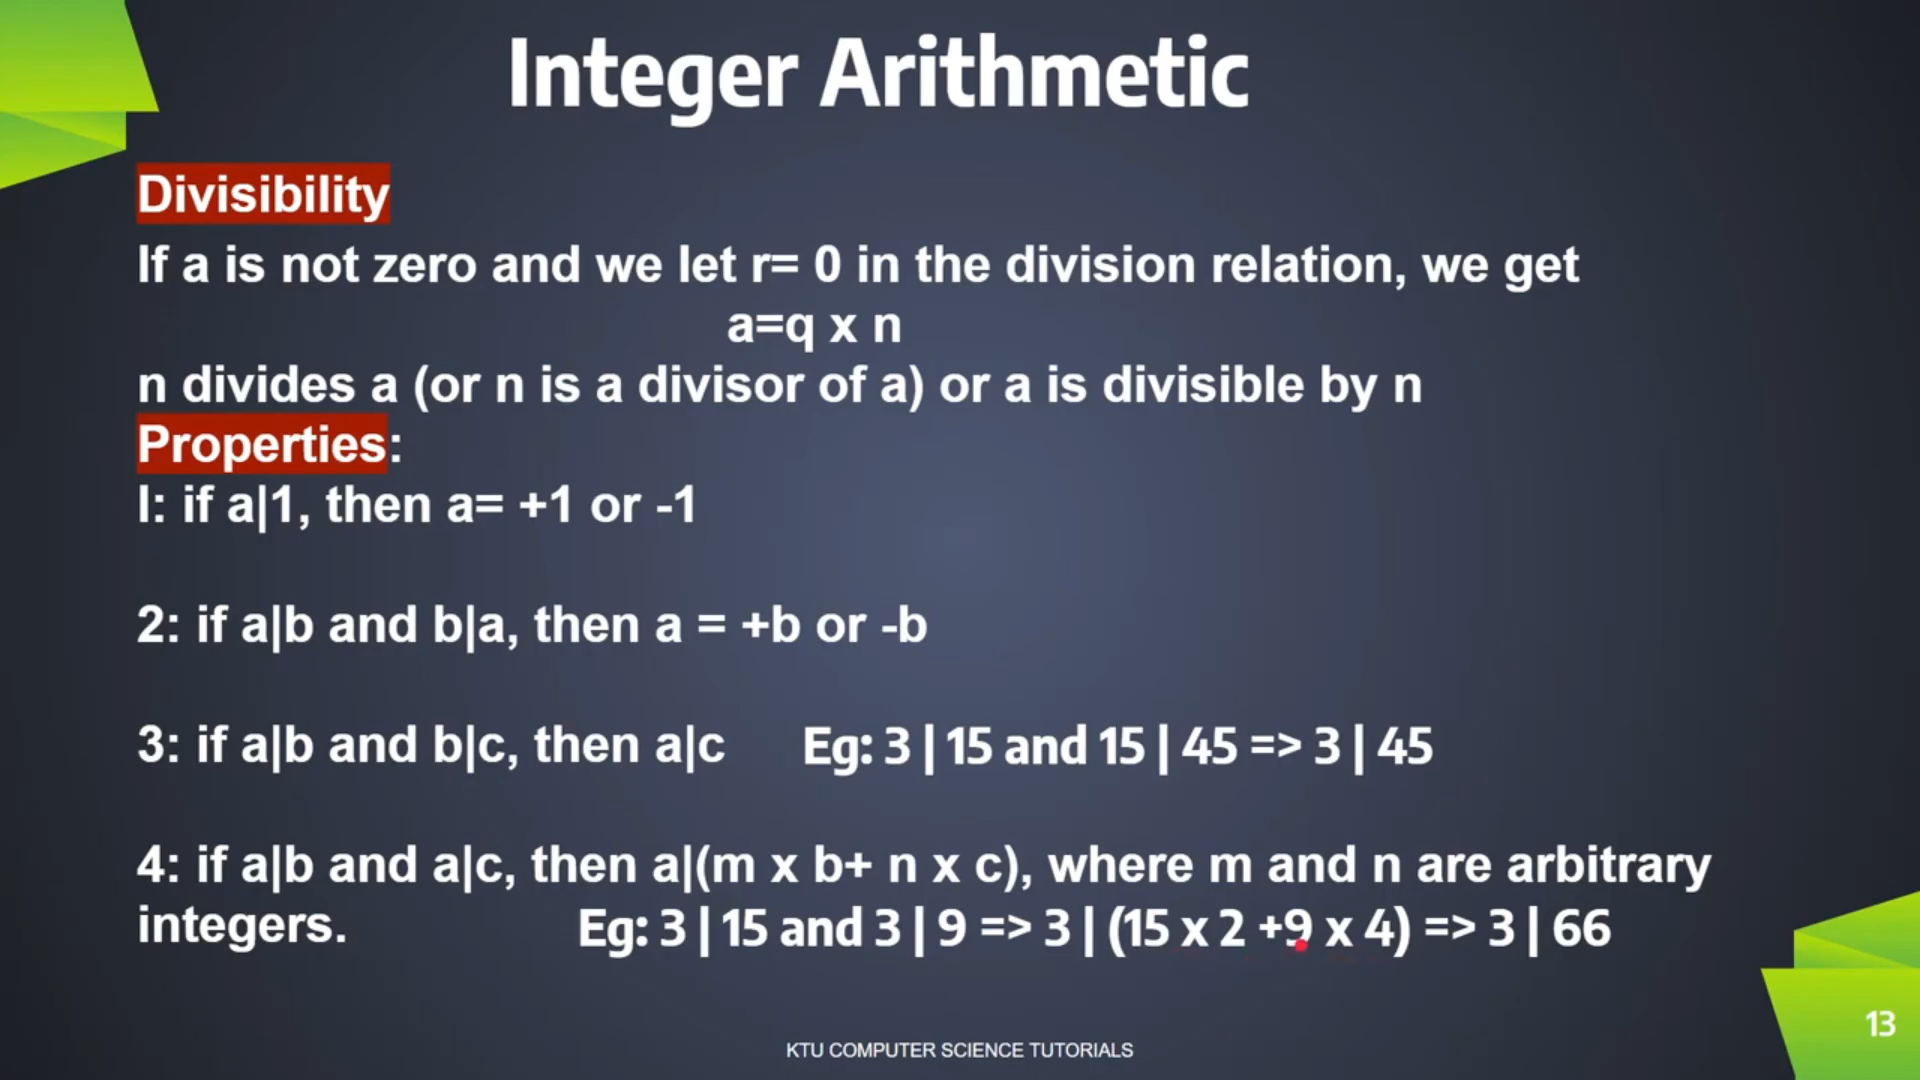 Integer Arithmetic
Divisibility
If a is not zero and we let r= 0 in the division relation, we get
a=q x n
n divides a (or n is a divisor of a) or a is divisible by n
Properties:
I: if a|1, then a= +1 or -1
2: if a|b and b|a, then a = +b or -b
3: if a|b and b|c, then a|c Eg: 3 | 15 and 15 | 45 => 3 | 45
4: if a|b and a|c, then a|(m x b+ n x c), where m and n are arbitrary
integers. Eg: 3 | 15 and 3 | 9 => 3 | (15 x 2 +9 x 4) => 3 | 66
13
KTU COMPUTER SCIENCE TUTORIALS